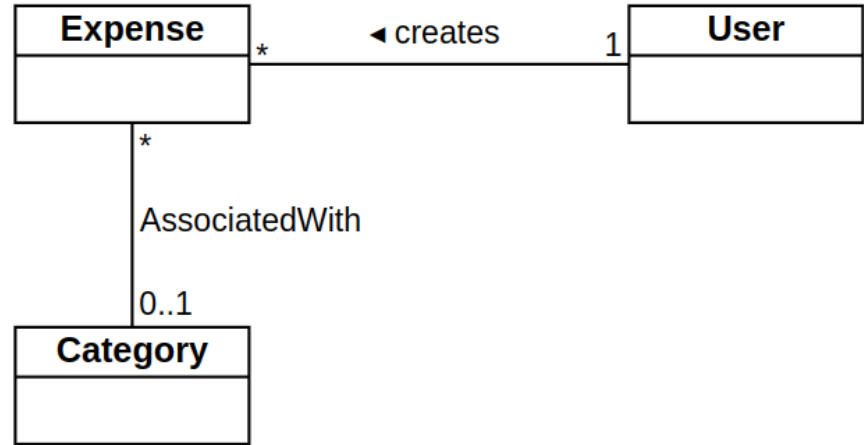 Expense
* ◄ creates 1
User
*
AssociatedWith
0..1
Category